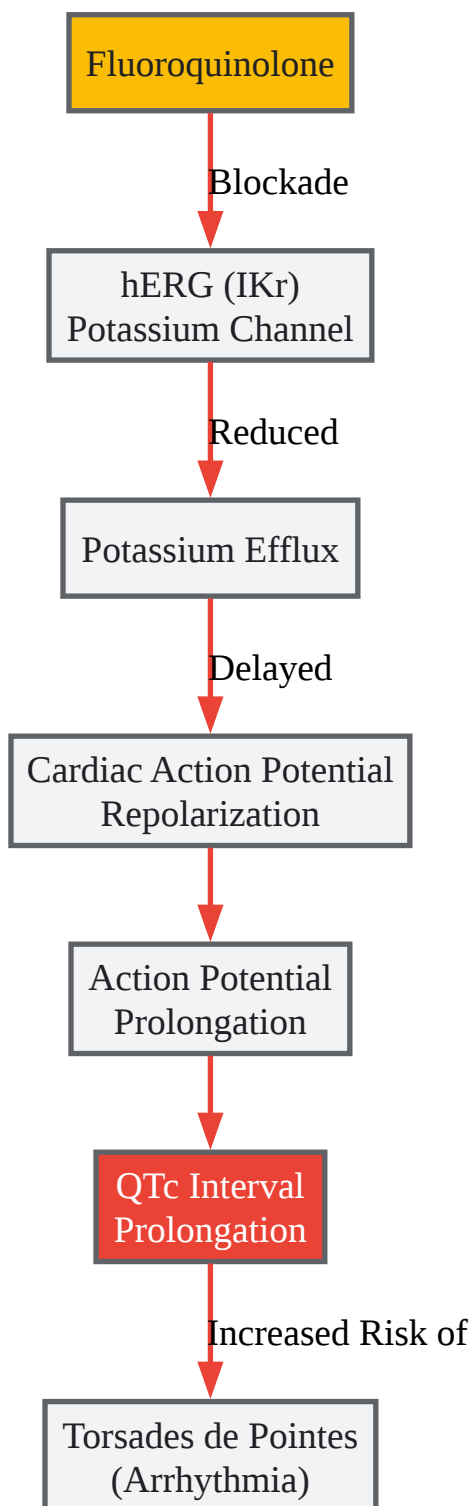 Fluoroquinolone
Blockade
hERG (IKr)
Potassium Channel
Reduced
Potassium Efflux
Delayed
Cardiac Action Potential
Repolarization
Action Potential
Prolongation
QTc Interval
Prolongation
Increased Risk of
Torsades de Pointes
(Arrhythmia)